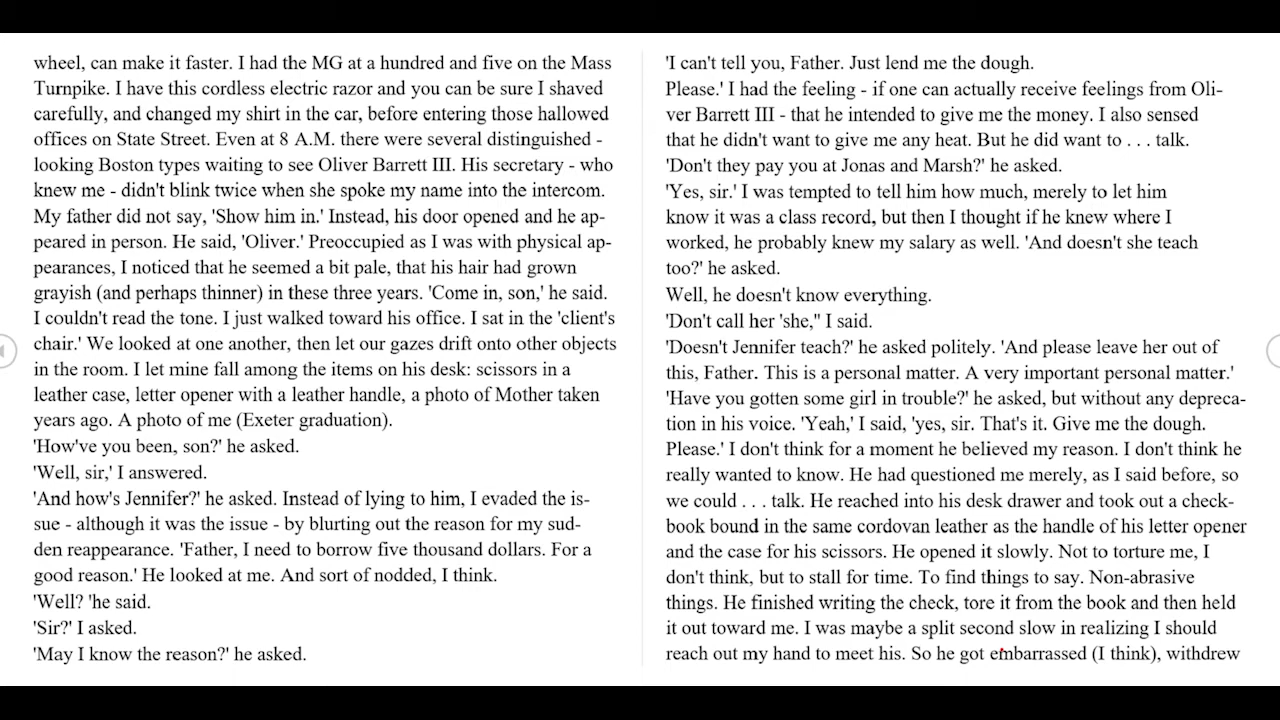 wheel, can make it faster. I had the MG at a hundred and five on the Mass
Turnpike. I have this cordless electric razor and you can be sure I shaved
carefully, and changed my shirt in the car, before entering those hallowed
offices on State Street. Even at 8 A.M. there were several distinguished -
looking Boston types waiting to see Oliver Barrett III. His secretary - who
knew me - didn't blink twice when she spoke my name into the intercom.
My father did not say, 'Show him in.' Instead, his door opened and he ap-
peared in person. He said, 'Oliver.' Preoccupied as I was with physical ap-
pearances, I noticed that he seemed a bit pale, that his hair had grown
grayish (and perhaps thinner) in these three years. 'Come in, son,' he said.
I couldn't read the tone. I just walked toward his office. I sat in the 'client's
chair.' We looked at one another, then let our gazes drift onto other objects
in the room. I let mine fall among the items on his desk: scissors in a
leather case, letter opener with a leather handle, a photo of Mother taken
years ago. A photo of me (Exeter graduation).
'How've you been, son?' he asked.
'Well, sir,' I answered.
'And how's Jennifer?' he asked. Instead of lying to him, I evaded the is-
sue - although it was the issue - by blurting out the reason for my sud-
den reappearance. 'Father, I need to borrow five thousand dollars. For a
good reason.' He looked at me. And sort of nodded, I think.
'Well? 'he said.
'Sir?' I asked.
'May I know the reason?' he asked.
'I can't tell you, Father. Just lend me the dough.
Please.' I had the feeling - if one can actually receive feelings from Oli-
ver Barrett III - that he intended to give me the money. I also sensed
that he didn't want to give me any heat. But he did want to . . . talk.
'Don't they pay you at Jonas and Marsh?' he asked.
'Yes, sir.' I was tempted to tell him how much, merely to let him
know it was a class record, but then I thought if he knew where I
worked, he probably knew my salary as well. 'And doesn't she teach
too?' he asked.
Well, he doesn't know everything.
'Don't call her 'she,'' I said.
'Doesn't Jennifer teach?' he asked politely. 'And please leave her out of
this, Father. This is a personal matter. A very important personal matter.'
'Have you gotten some girl in trouble?' he asked, but without any depreca-
tion in his voice. 'Yeah,' I said, 'yes, sir. That's it. Give me the dough.
Please.' I don't think for a moment he believed my reason. I don't think he
really wanted to know. He had questioned me merely, as I said before, so
we could . . . talk. He reached into his desk drawer and took out a check-
book bound in the same cordovan leather as the handle of his letter opener
and the case for his scissors. He opened it slowly. Not to torture me, I
don't think, but to stall for time. To find things to say. Non-abrasive
things. He finished writing the check, tore it from the book and then held
it out toward me. I was maybe a split second slow in realizing I should
reach out my hand to meet his. So he got embarrassed (I think), withdrew